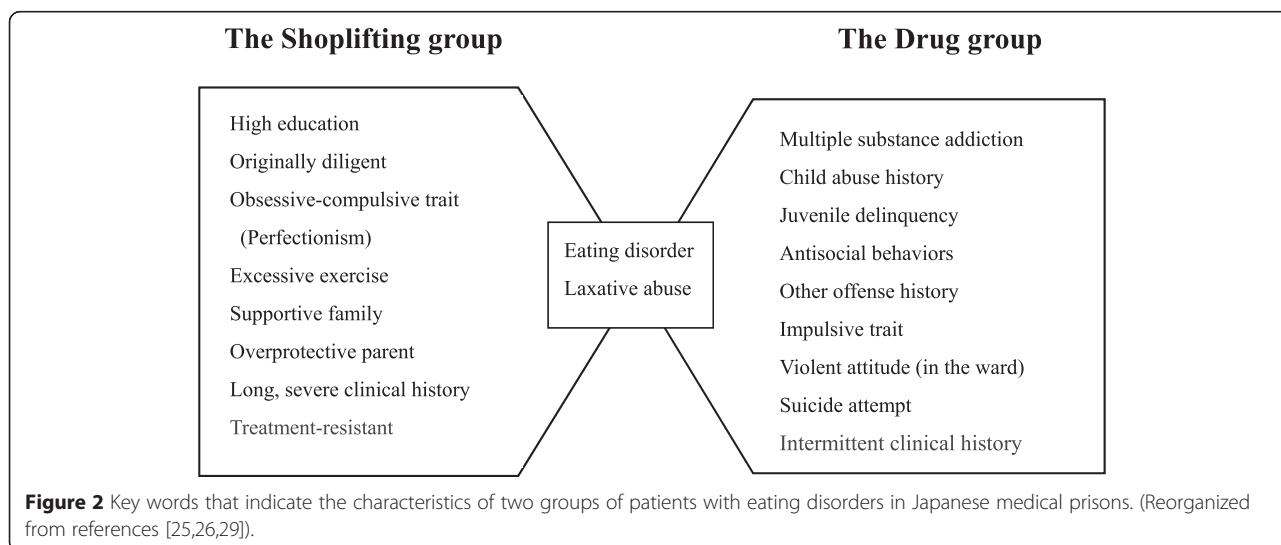 The Shoplifting group
The Drug group
High education
Originally diligent
Obsessive-compulsive trait
(Perfectionism)
Excessive exercise
Supportive family
Overprotective parent
Long, severe clinical history
Treatment-resistant
Eating disorder
Laxative abuse
Multiple substance addiction
Child abuse history
Juvenile delinquency
Antisocial behaviors
Other offense history
Impulsive trait
Violent attitude (in the ward)
Suicide attempt
Intermittent clinical history
Figure 2 Key words that indicate the characteristics of two groups of patients with eating disorders in Japanese medical prisons. (Reorganized
from references [25,26,29]).